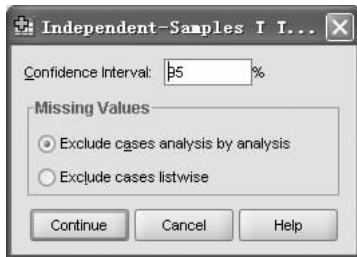 Independent-Samples T T...
Confidence Interval: 95 %
Missing Values
Exclude cases analysis by analysis
Exclude cases listwise
Continue Cancel Help